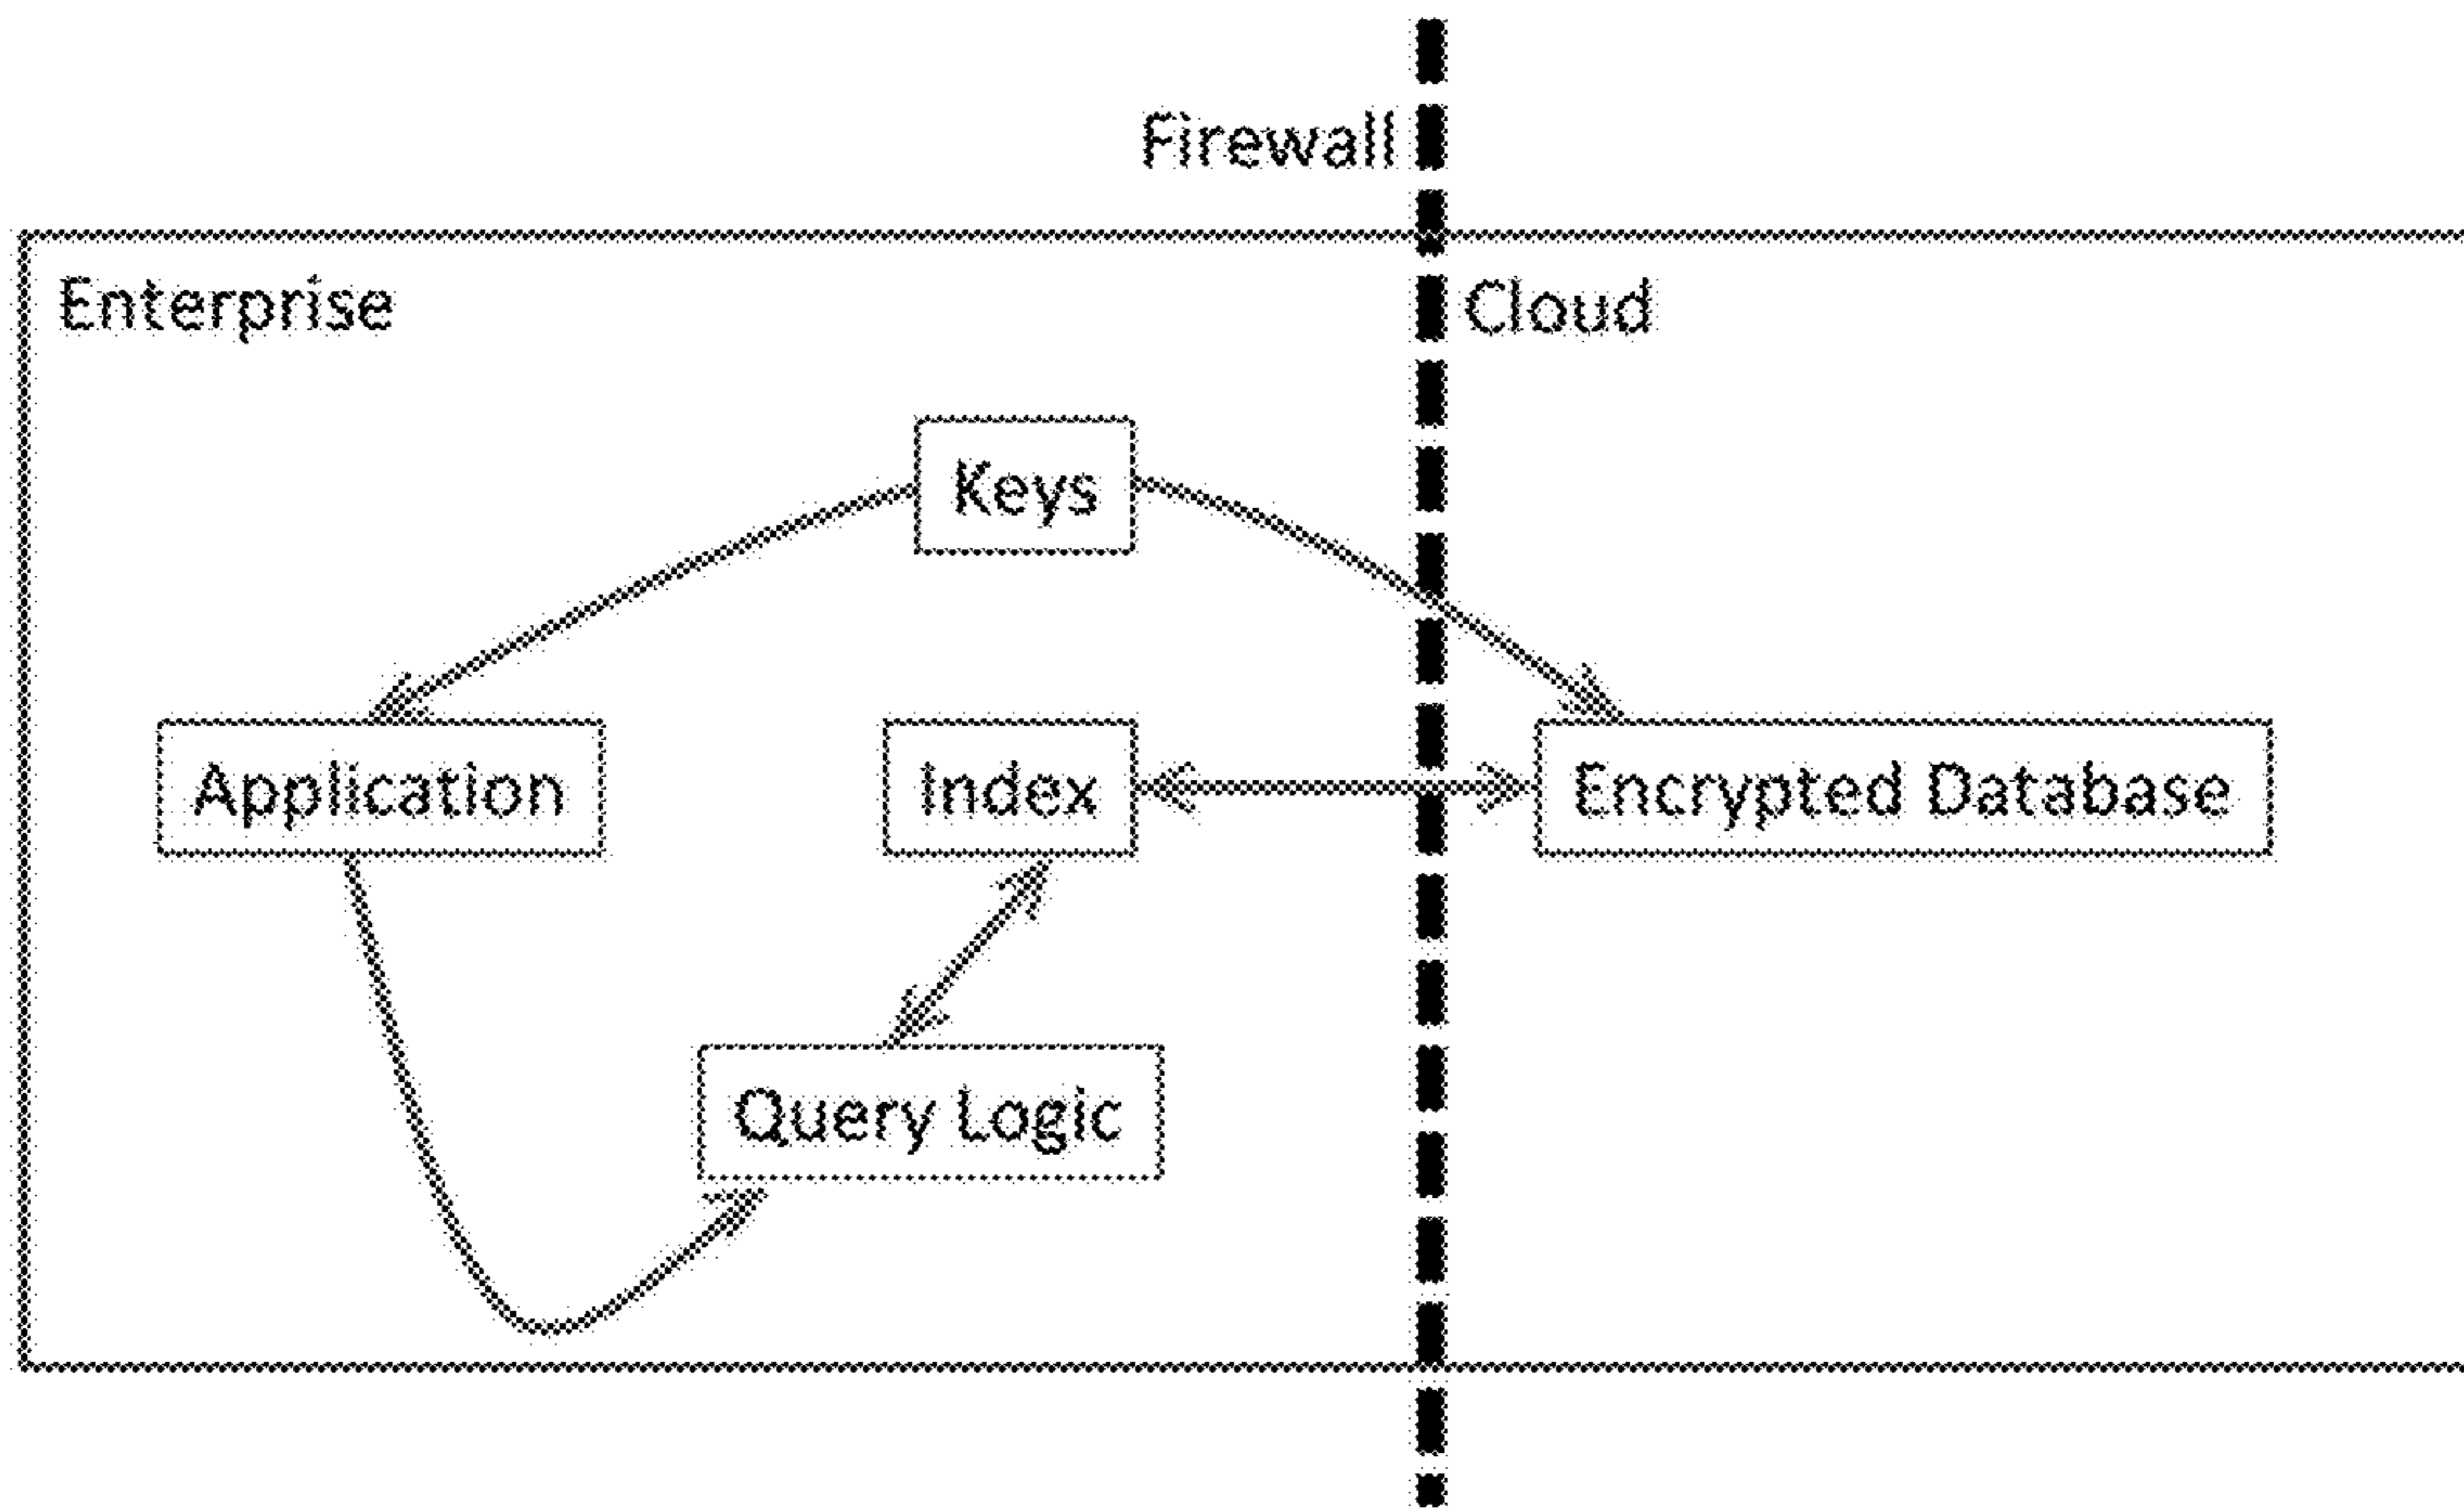 Firewall
Enterprise
Cloud
Keys
Application
Index
Encrypted Database
Query Logic